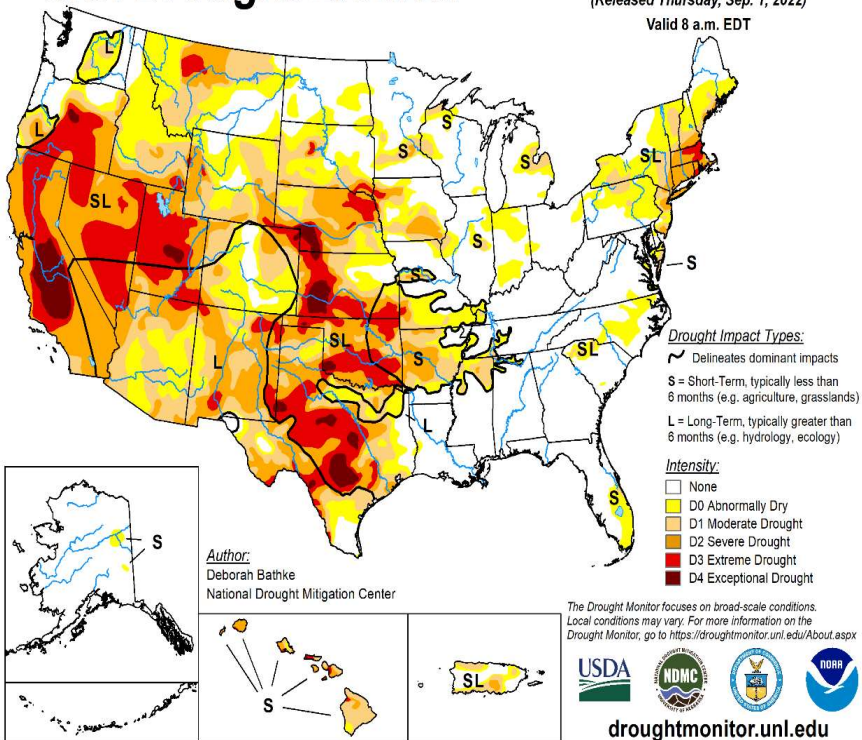 (Released Thursday, Sep. 1, 2022)
Valid 8 a.m. EDT
L
L
SL
L
S
S
S
S
S
SL
S
SL
S
L
SL
S
Drought Impact Types:
Delineates dominant impacts
S = Short-Term, typically less than
6 months (e.g. agriculture, grasslands)
L = Long-Term, typically greater than
6 months (e.g. hydrology, ecology)
Intensity:
None
D0 Abnormally Dry
D1 Moderate Drought
D2 Severe Drought
D3 Extreme Drought
D4 Exceptional Drought
S
S
Author:
Deborah Bathke
National Drought Mitigation Center
S
SL
The Drought Monitor focuses on broad-scale conditions.
Local conditions may vary. For more information on the
Drought Monitor, go to https://droughtmonitor.unl.edu/About.aspx
USDA
NDMC
NOAA
droughtmonitor.unl.edu